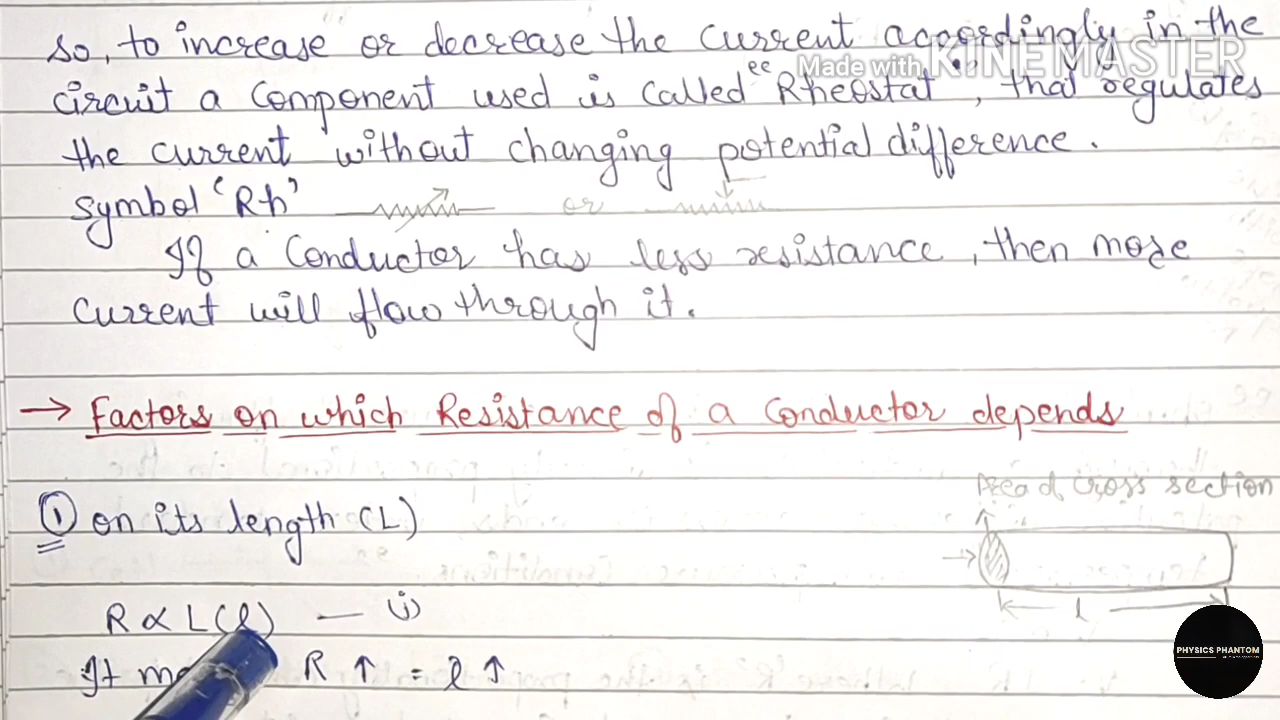 so, to increase or decrease the current accordingly in the
Made with KINEMASTER
circuit a component used is called "Rheostat", that regulates
the current without changing potential difference.
symbol 'Rh' or
If a Conductor has less resistance, then more
current will flow through it.
→ Factors on which Resistance of a Conductor depends
① on its length (L)
Area of Cross section
l
R ∝ L(l) — (i)
It R ↑ = l ↑
PHYSICS PHANTOM